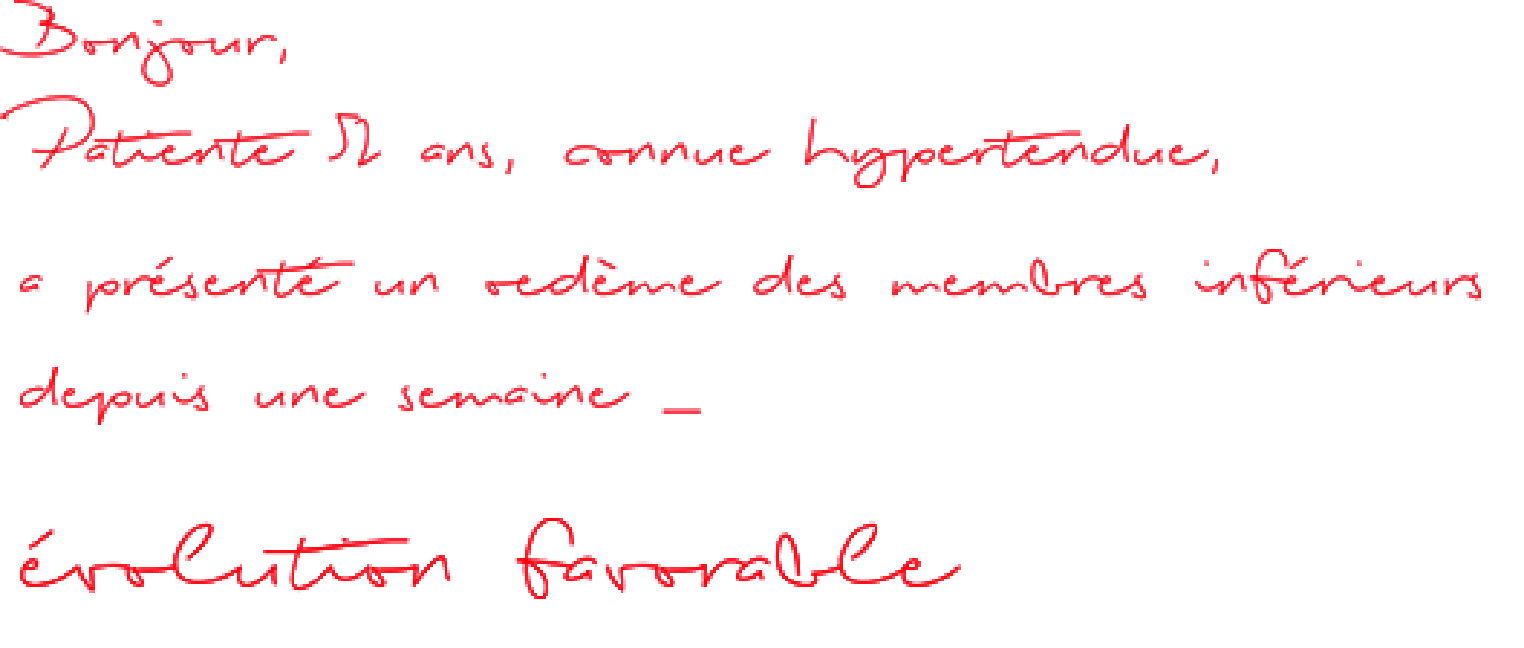 Bonjour,
Patiente 52 ans, connue hypertendue,
a présenté un oedème des membres inférieurs
depuis une semaine _
évolution favorable